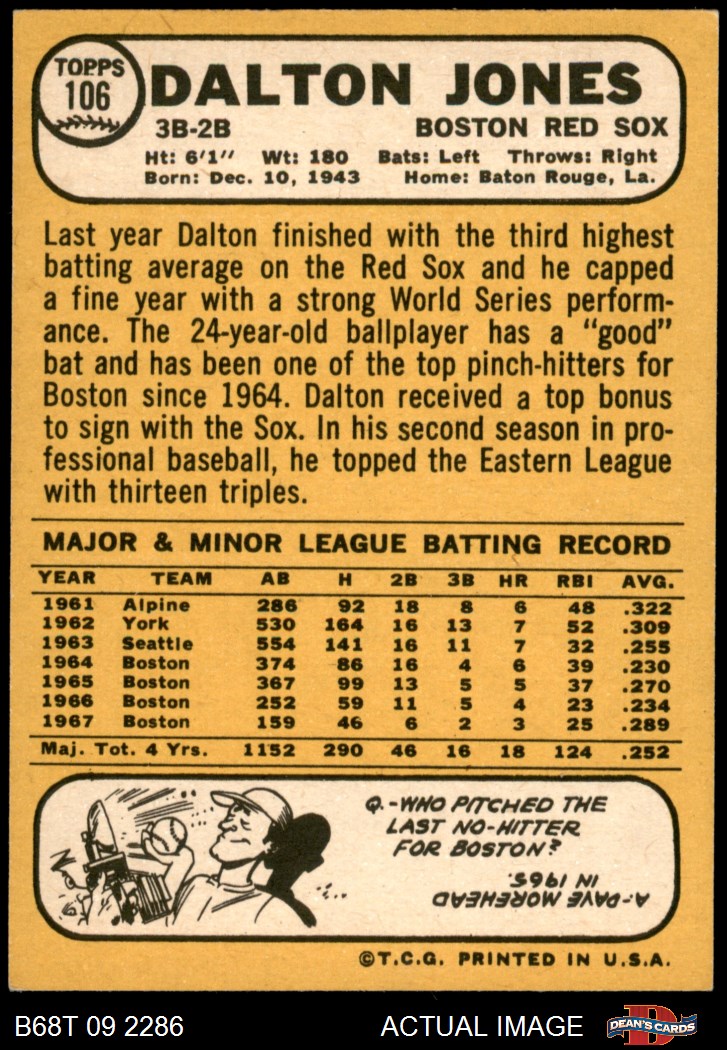 TOPPS
106
DALTON JONES
3B-2B BOSTON RED SOX
Ht: 6'1" Wt: 180 Bats: Left Throws: Right
Born: Dec. 10, 1943 Home: Baton Rouge, La.
Last year Dalton finished with the third highest
batting average on the Red Sox and he capped
a fine year with a strong World Series perform-
ance. The 24-year-old ballplayer has a "good"
bat and has been one of the top pinch-hitters for
Boston since 1964. Dalton received a top bonus
to sign with the Sox. In his second season in pro-
fessional baseball, he topped the Eastern League
with thirteen triples.
MAJOR & MINOR LEAGUE BATTING RECORD
YEAR TEAM AB H 2B 3B HR RBI AVG.
1961 Alpine 286 92 18 8 6 48 .322
1962 York 530 164 16 13 7 52 .309
1963 Seattle 554 141 16 11 7 32 .255
1964 Boston 374 86 16 4 6 39 .230
1965 Boston 367 99 13 5 5 37 .270
1966 Boston 252 59 11 5 4 23 .234
1967 Boston 159 46 6 2 3 25 .289
Maj. Tot. 4 Yrs. 1152 290 46 16 18 124 .252
Q.-WHO PITCHED THE
LAST NO-HITTER
FOR BOSTON?
A-DAVE MOREHEAD
IN 1965.
©T.C.G. PRINTED IN U.S.A.
B68T 09 2286 ACTUAL IMAGE DEAN'S CARDS